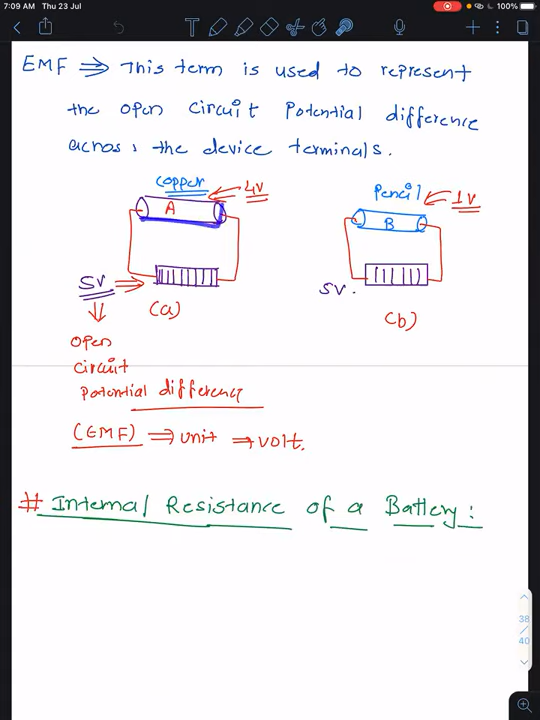 7:09 AM Thu 23 Jul
100%
EMF ⇒ This term is used to represent
the open circuit Potential difference
across the device terminals.
copper
4V
A
5V
(a)
Pencil
1V
B
5V.
(b)
open
circuit
Potential difference
(EMF) ⇒ unit ⇒ volt.
# Internal Resistance of a Battery:
38
40